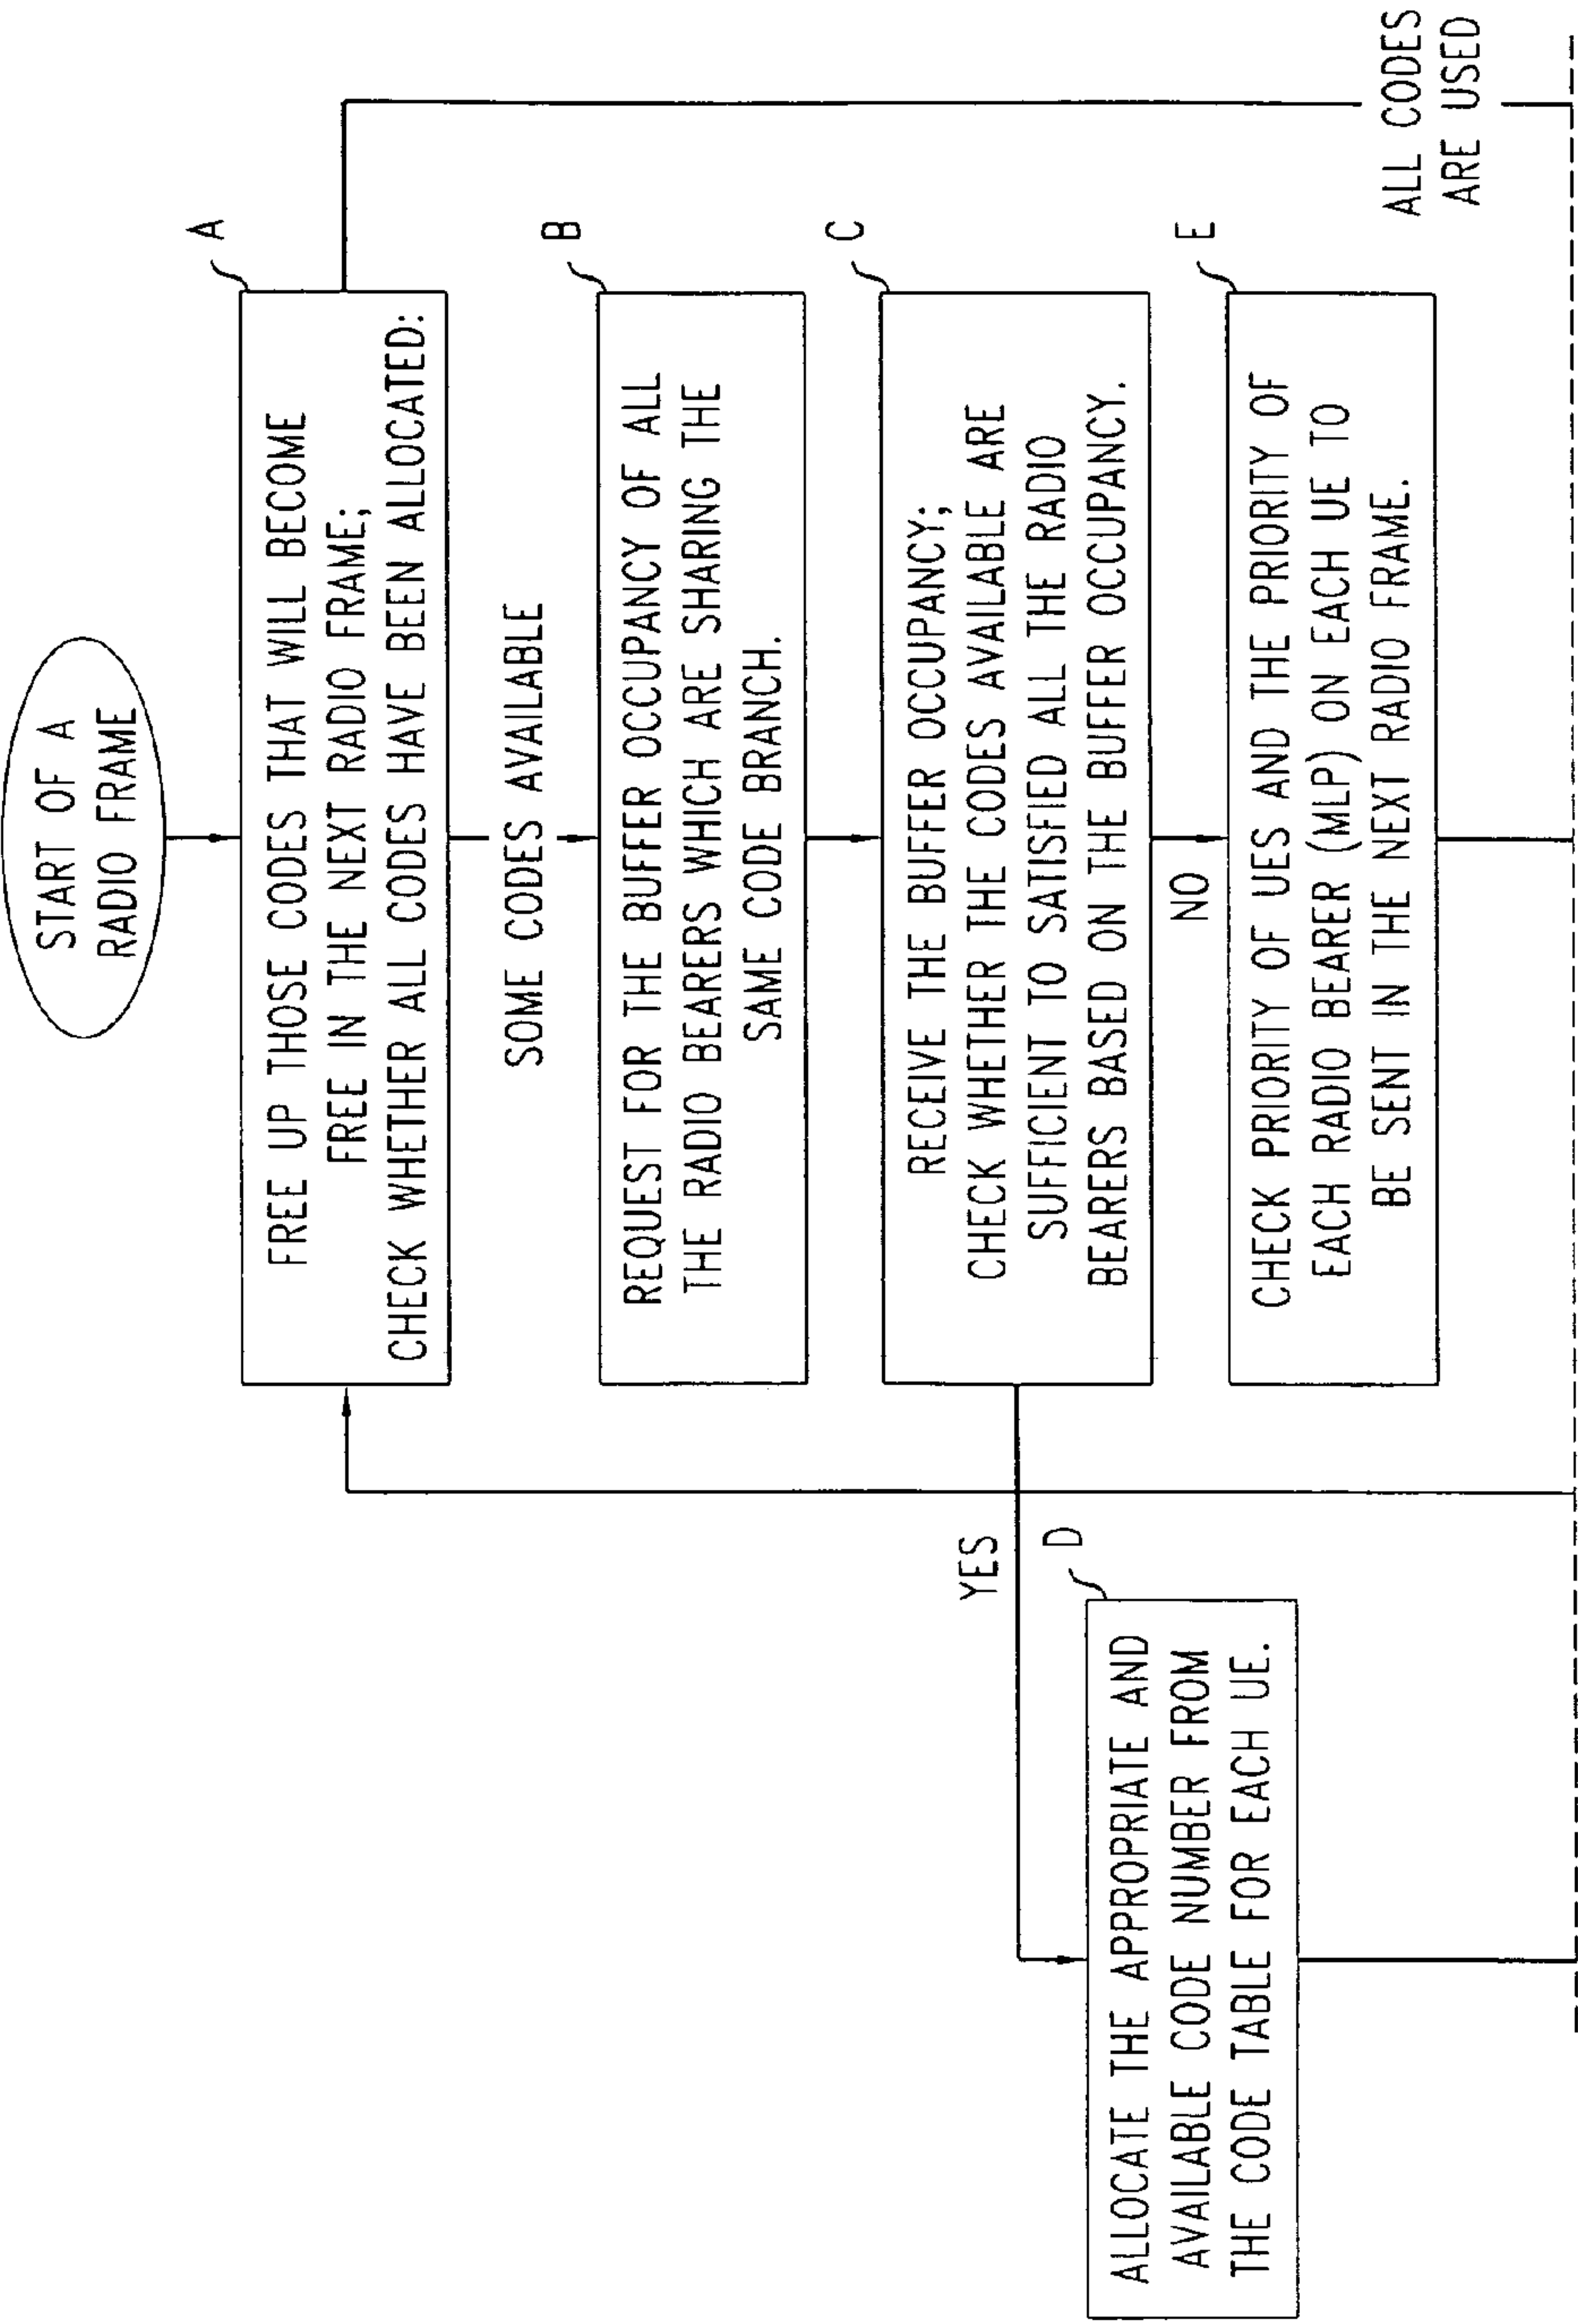 START OF A
RADIO FRAME
A
FREE UP THOSE CODES THAT WILL BECOME
FREE IN THE NEXT RADIO FRAME;
CHECK WHETHER ALL CODES HAVE BEEN ALLOCATED:
SOME CODES AVAILABLE
B
REQUEST FOR THE BUFFER OCCUPANCY OF ALL
THE RADIO BEARERS WHICH ARE SHARING THE
SAME CODE BRANCH.
C
RECEIVE THE BUFFER OCCUPANCY;
CHECK WHETHER THE CODES AVAILABLE ARE
SUFFICIENT TO SATISFIED ALL THE RADIO
BEARERS BASED ON THE BUFFER OCCUPANCY.
YES
NO
D
ALLOCATE THE APPROPRIATE AND
AVAILABLE CODE NUMBER FROM
THE CODE TABLE FOR EACH UE.
E
CHECK PRIORITY OF UES AND THE PRIORITY OF
EACH RADIO BEARER (MLP) ON EACH UE TO
BE SENT IN THE NEXT RADIO FRAME.
ALL CODES
ARE USED